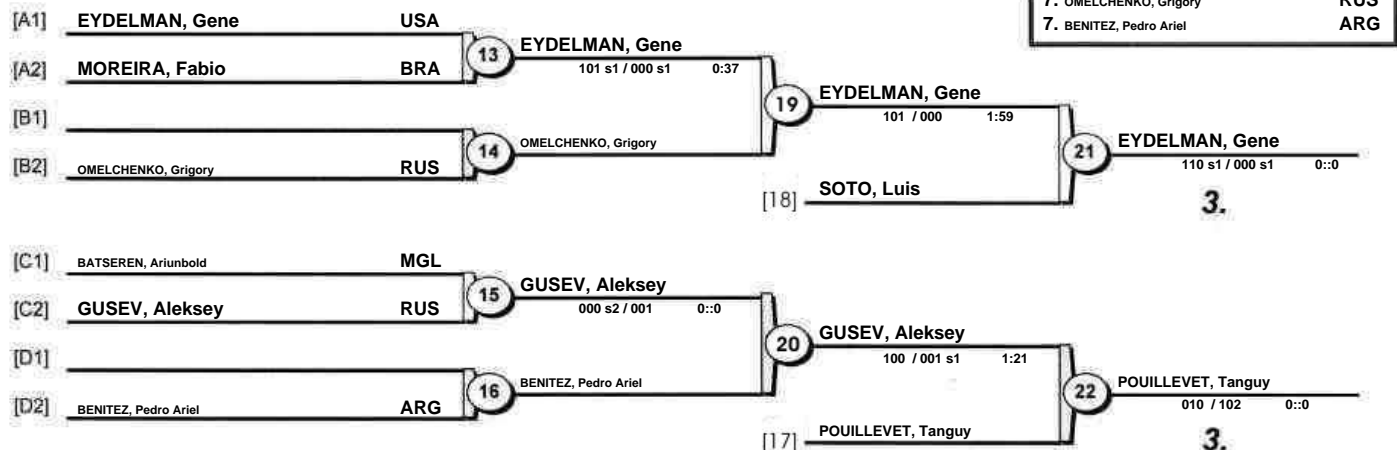 7. OMELCHENKO, Grigory RUS
7. BENITEZ, Pedro Ariel ARG
[A1] EYDELMAN, Gene USA
13 EYDELMAN, Gene
101 s1 / 000 s1 0:37
[A2] MOREIRA, Fabio BRA
19 EYDELMAN, Gene
101 / 000 1:59
[B1]
14 OMELCHENKO, Grigory
[B2] OMELCHENKO, Grigory RUS
21 EYDELMAN, Gene
110 s1 / 000 s1 0::0
[18] SOTO, Luis
3.
[C1] BATSEREN, Ariunbold MGL
15 GUSEV, Aleksey
000 s2 / 001 0::0
[C2] GUSEV, Aleksey RUS
20 GUSEV, Aleksey
100 / 001 s1 1:21
[D1]
16 BENITEZ, Pedro Ariel
[D2] BENITEZ, Pedro Ariel ARG
22 POUILLEVET, Tanguy
010 / 102 0::0
[17] POUILLEVET, Tanguy
3.